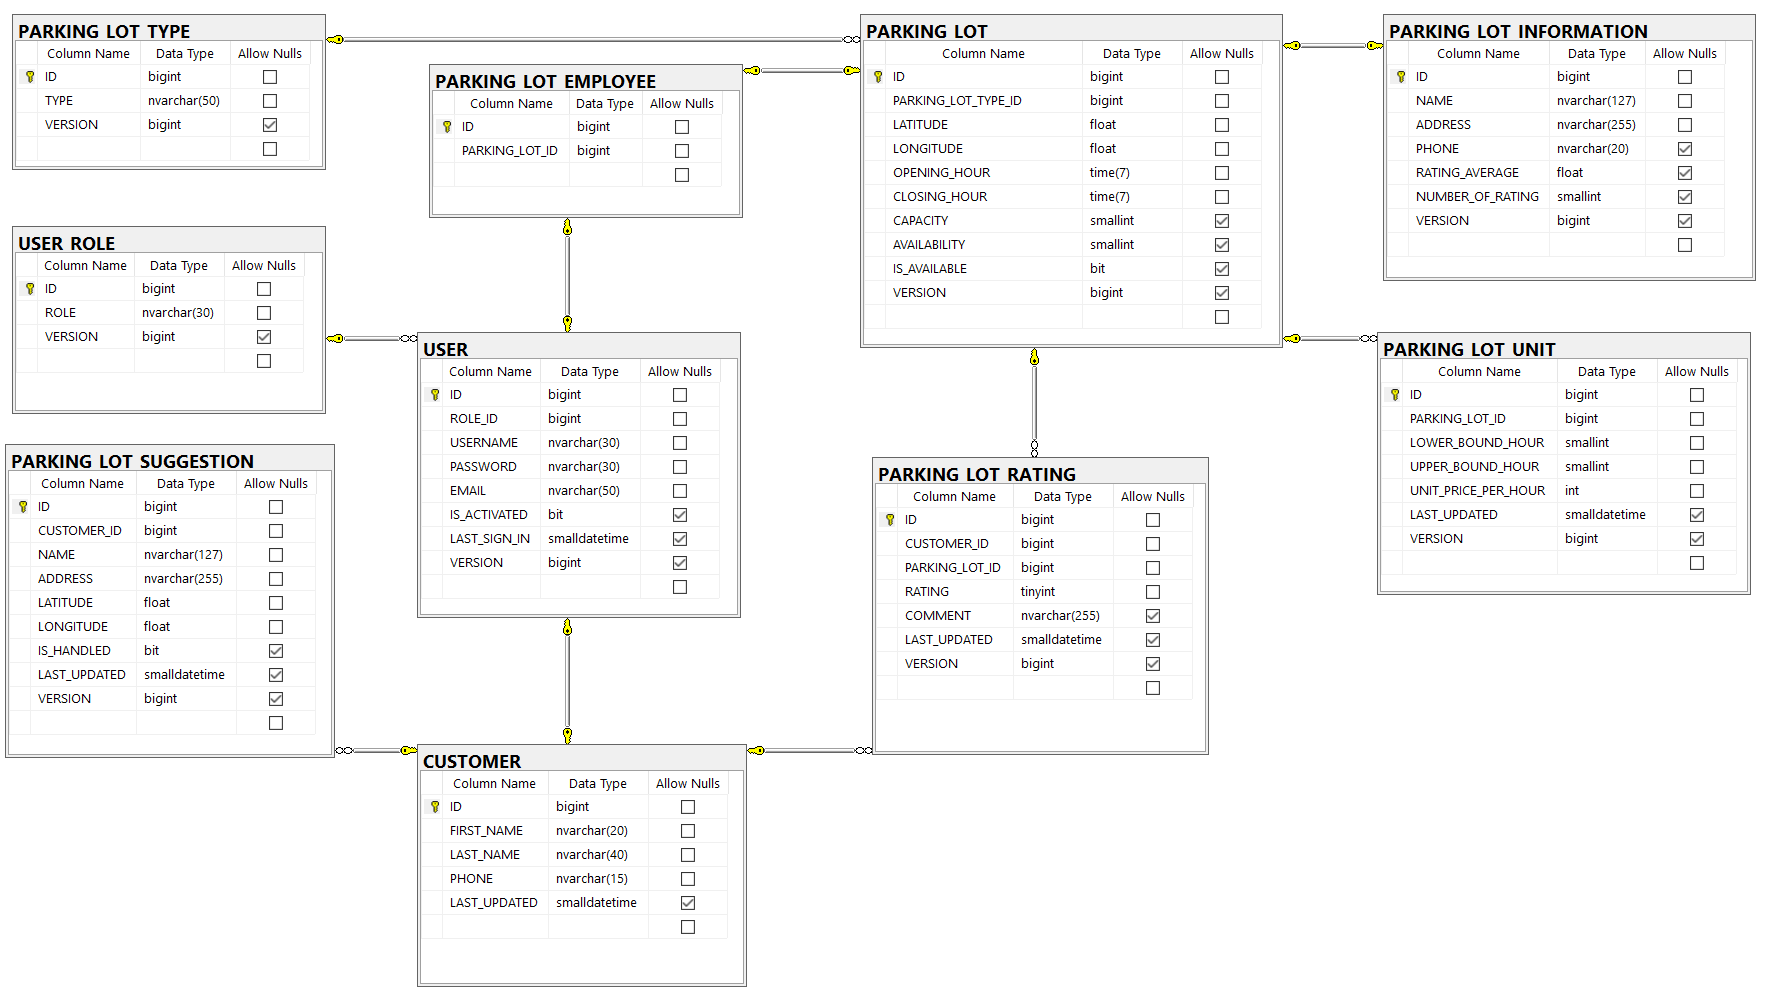 PARKING LOT TYPE
Column Name Data Type Allow Nulls
ID bigint
TYPE nvarchar(50)
VERSION bigint
PARKING LOT EMPLOYEE
Column Name Data Type Allow Nulls
ID bigint
PARKING_LOT_ID bigint
PARKING LOT
Column Name Data Type Allow Nulls
ID bigint
PARKING_LOT_TYPE_ID bigint
LATITUDE float
LONGITUDE float
OPENING_HOUR time(7)
CLOSING_HOUR time(7)
CAPACITY smallint
AVAILABILITY smallint
IS_AVAILABLE bit
VERSION bigint
PARKING LOT INFORMATION
Column Name Data Type Allow Nulls
ID bigint
NAME nvarchar(127)
ADDRESS nvarchar(255)
PHONE nvarchar(20)
RATING_AVERAGE float
NUMBER_OF_RATING smallint
VERSION bigint
USER ROLE
Column Name Data Type Allow Nulls
ID bigint
ROLE nvarchar(30)
VERSION bigint
USER
Column Name Data Type Allow Nulls
ID bigint
ROLE_ID bigint
USERNAME nvarchar(30)
PASSWORD nvarchar(30)
EMAIL nvarchar(50)
IS_ACTIVATED bit
LAST_SIGN_IN smalldatetime
VERSION bigint
PARKING LOT UNIT
Column Name Data Type Allow Nulls
ID bigint
PARKING_LOT_ID bigint
LOWER_BOUND_HOUR smallint
UPPER_BOUND_HOUR smallint
UNIT_PRICE_PER_HOUR int
LAST_UPDATED smalldatetime
VERSION bigint
PARKING LOT SUGGESTION
Column Name Data Type Allow Nulls
ID bigint
CUSTOMER_ID bigint
NAME nvarchar(127)
ADDRESS nvarchar(255)
LATITUDE float
LONGITUDE float
IS_HANDLED bit
LAST_UPDATED smalldatetime
VERSION bigint
PARKING LOT RATING
Column Name Data Type Allow Nulls
ID bigint
CUSTOMER_ID bigint
PARKING_LOT_ID bigint
RATING tinyint
COMMENT nvarchar(255)
LAST_UPDATED smalldatetime
VERSION bigint
CUSTOMER
Column Name Data Type Allow Nulls
ID bigint
FIRST_NAME nvarchar(20)
LAST_NAME nvarchar(40)
PHONE nvarchar(15)
LAST_UPDATED smalldatetime